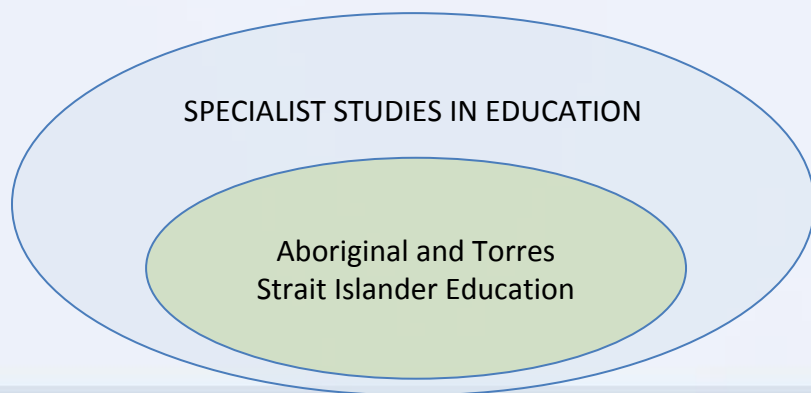 SPECIALIST STUDIES IN EDUCATION
Aboriginal and Torres
Strait Islander Education